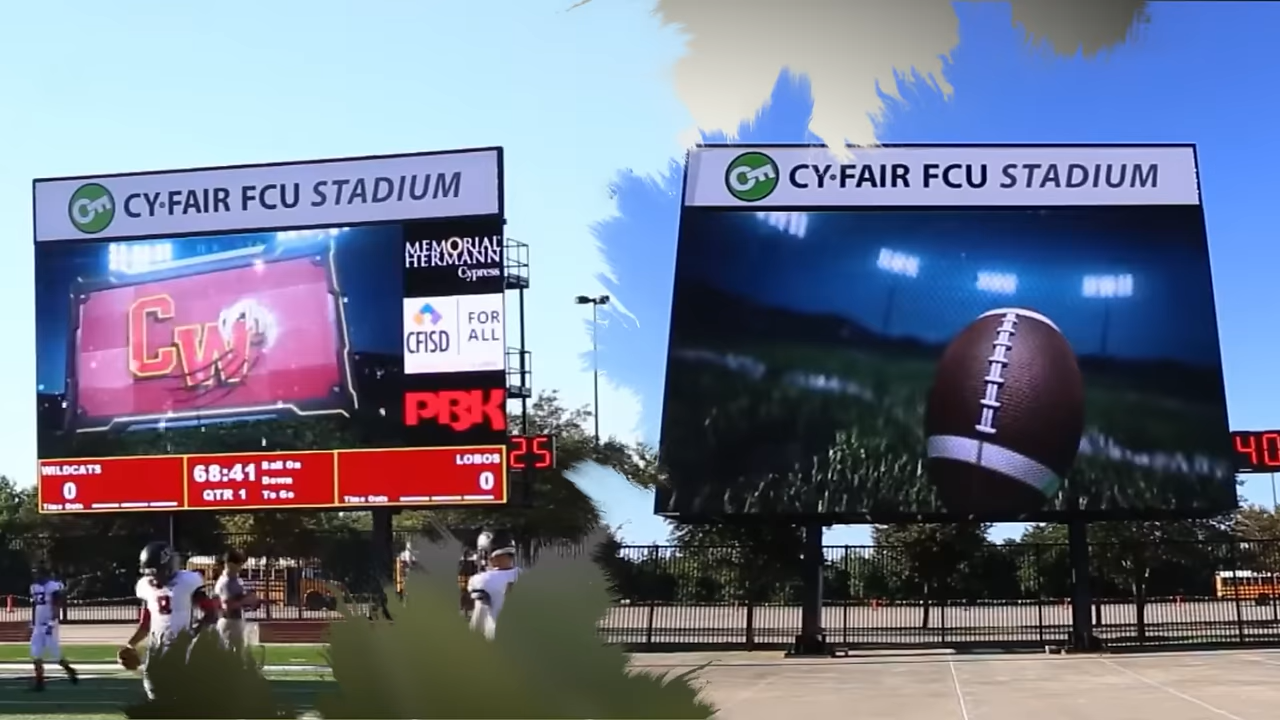 CY-FAIR FCU STADIUM
MEMORIAL
HERMANN
Cypress
CW
CFISD
FOR
ALL
PBK
WILDCATS
0
Time Outs
68:41
QTR 1
Ball On
Down
To Go
LOBOS
0
Time Outs
25
8
CY-FAIR FCU STADIUM
40